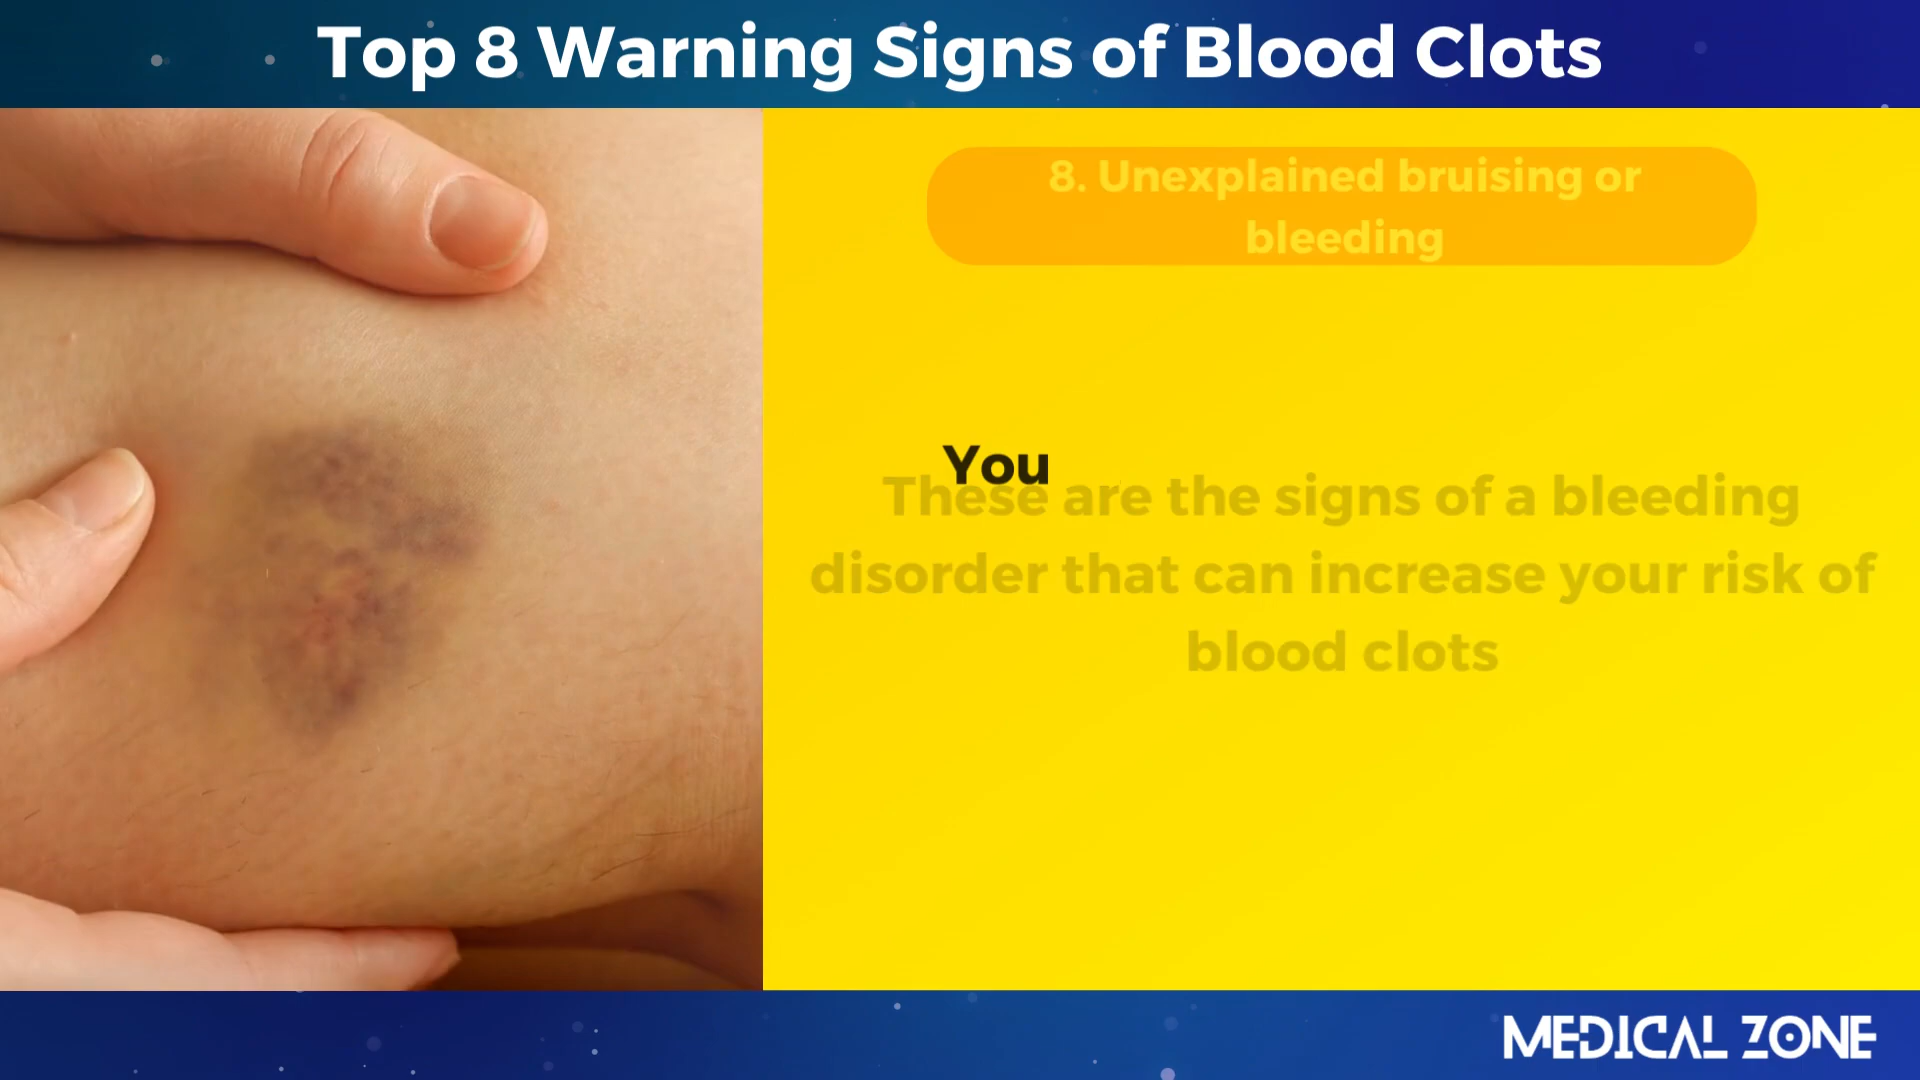 Top 8 Warning Signs of Blood Clots
8. Unexplained bruising or
bleeding
You
These are the signs of a bleeding
disorder that can increase your risk of
blood clots
MEDICAL ZONE